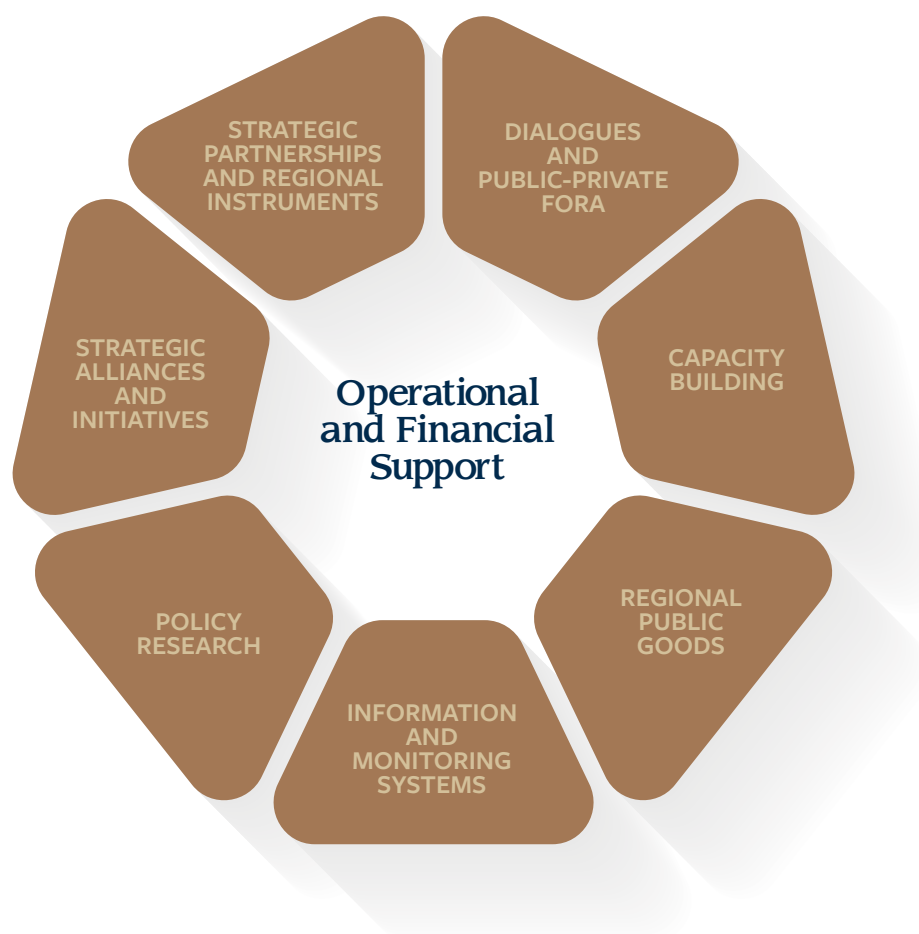 STRATEGIC
PARTNERSHIPS
AND REGIONAL
INSTRUMENTS
DIALOGUES
AND
PUBLIC-PRIVATE
FORA
STRATEGIC
ALLIANCES
AND
INITIATIVES
Operational
and Financial
Support
CAPACITY
BUILDING
POLICY
RESEARCH
REGIONAL
PUBLIC
GOODS
INFORMATION
AND
MONITORING
SYSTEMS